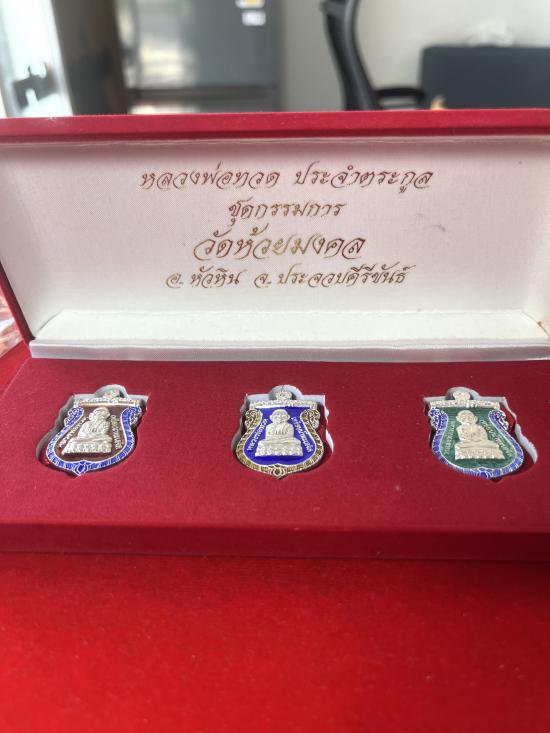 หลวงพ่อทวด ประจำตระกูล
ชุดกรรมการ
วัดห้วยมงคล
อ. หัวหิน จ. ประจวบคีรีขันธ์